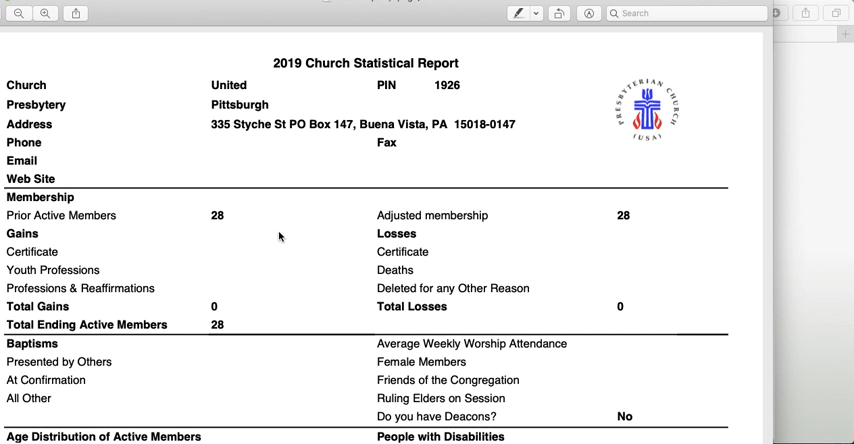 Search
2019 Church Statistical Report
Church United PIN 1926
Presbytery Pittsburgh
Address 335 Styche St PO Box 147, Buena Vista, PA 15018-0147
Phone Fax
Email
Web Site
PRESBYTERIAN CHURCH
(USA)
Membership
Prior Active Members 28 Adjusted membership 28
Gains Losses
Certificate Certificate
Youth Professions Deaths
Professions & Reaffirmations Deleted for any Other Reason
Total Gains 0 Total Losses 0
Total Ending Active Members 28
Baptisms Average Weekly Worship Attendance
Presented by Others Female Members
At Confirmation Friends of the Congregation
All Other Ruling Elders on Session
Do you have Deacons? No
Age Distribution of Active Members People with Disabilities